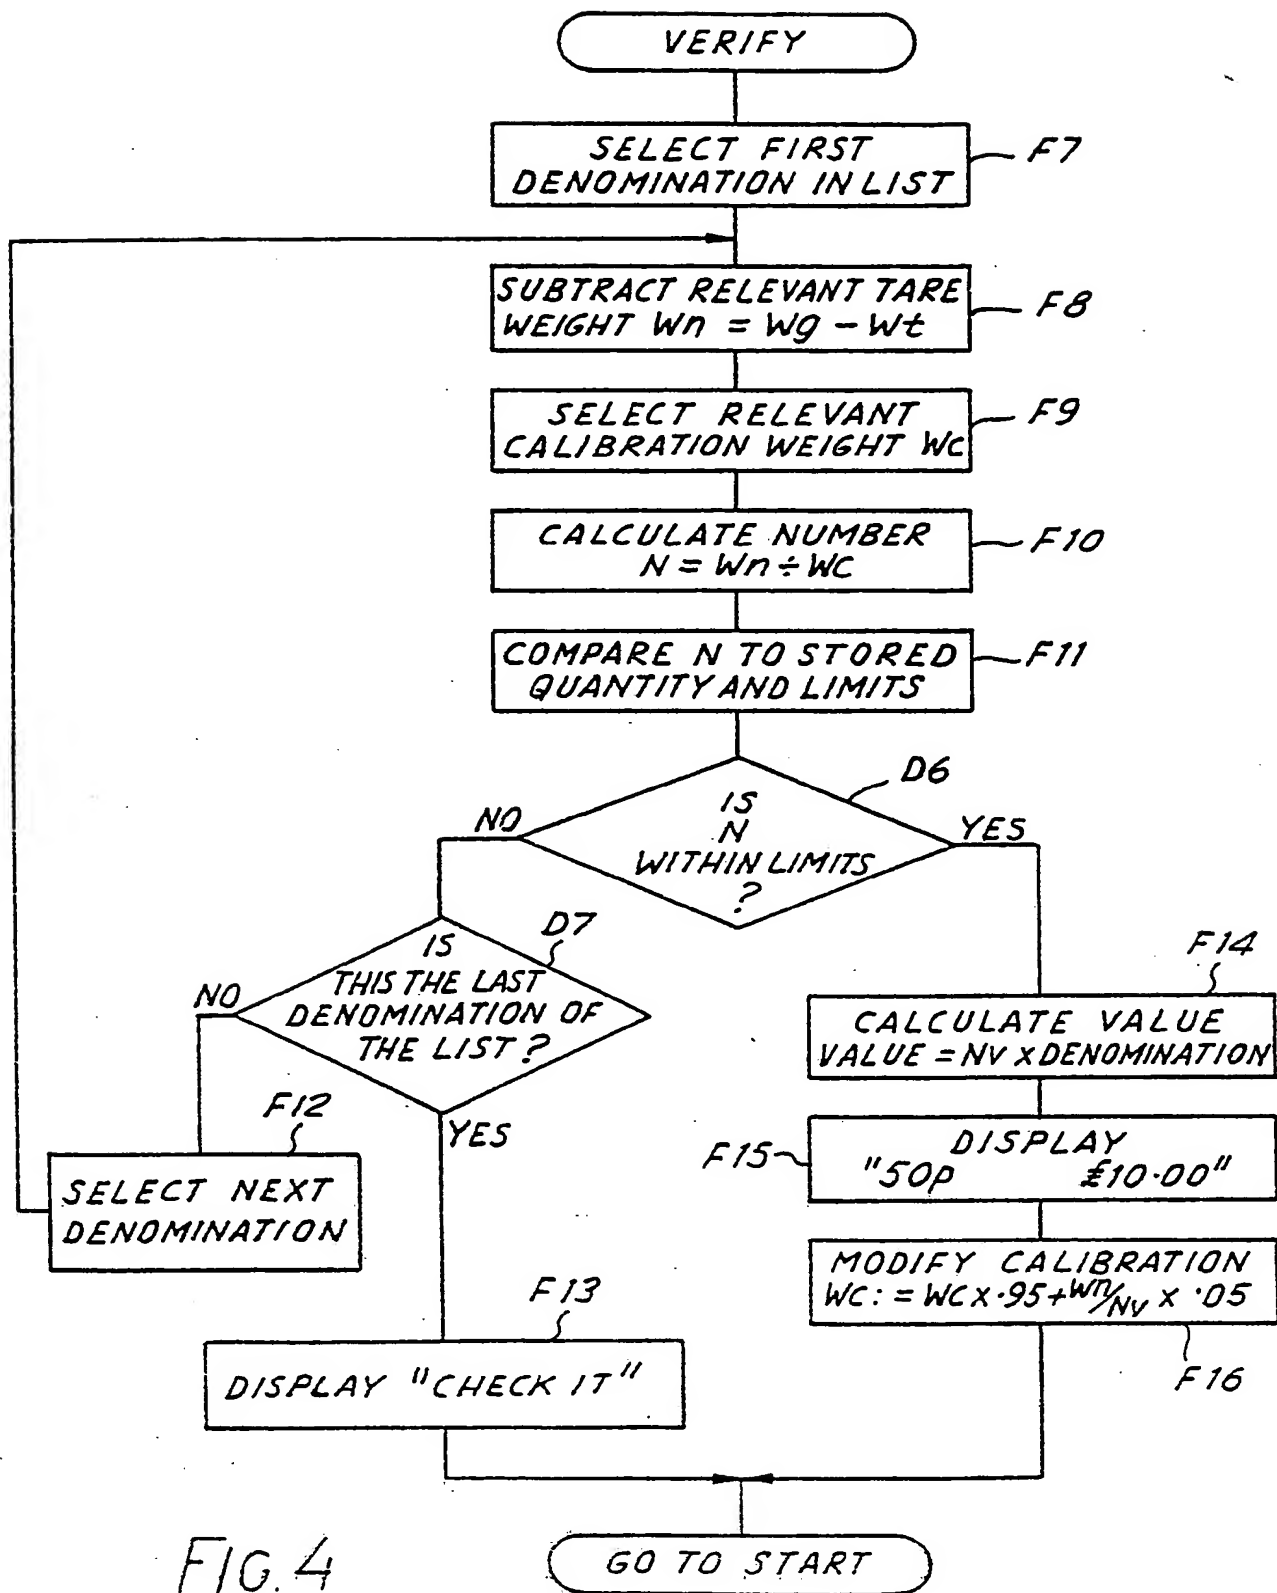 VERIFY
SELECT FIRST
DENOMINATION IN LIST
F7
SUBTRACT RELEVANT TARE
WEIGHT Wn = Wg - Wt
F8
SELECT RELEVANT
CALIBRATION WEIGHT Wc
F9
CALCULATE NUMBER
N = Wn ÷ Wc
F10
COMPARE N TO STORED
QUANTITY AND LIMITS
F11
D6
IS
N
WITHIN LIMITS
?
NO
YES
D7
IS
THIS THE LAST
DENOMINATION OF
THE LIST ?
NO
YES
F12
SELECT NEXT
DENOMINATION
F13
DISPLAY "CHECK IT"
F14
CALCULATE VALUE
VALUE = NV X DENOMINATION
F15
DISPLAY
"50p £10·00"
MODIFY CALIBRATION
WC : = WC X ·95 + Wn/NV X ·05
F16
GO TO START
FIG. 4